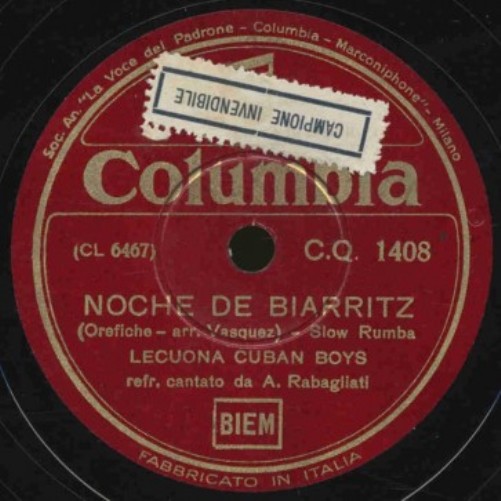 Soc. An. "La Voce del Padrone - Columbia - Marconiphone" - Milano
CAMPIONE INVENDIBILE
Columbia
(CL 6467) C.Q. 1408
NOCHE DE BIARRITZ
(Orefiche - arr. Vasquez) - Slow Rumba
LECUONA CUBAN BOYS
refr. cantato da A. Rabagliati
BIEM
FABBRICATO IN ITALIA